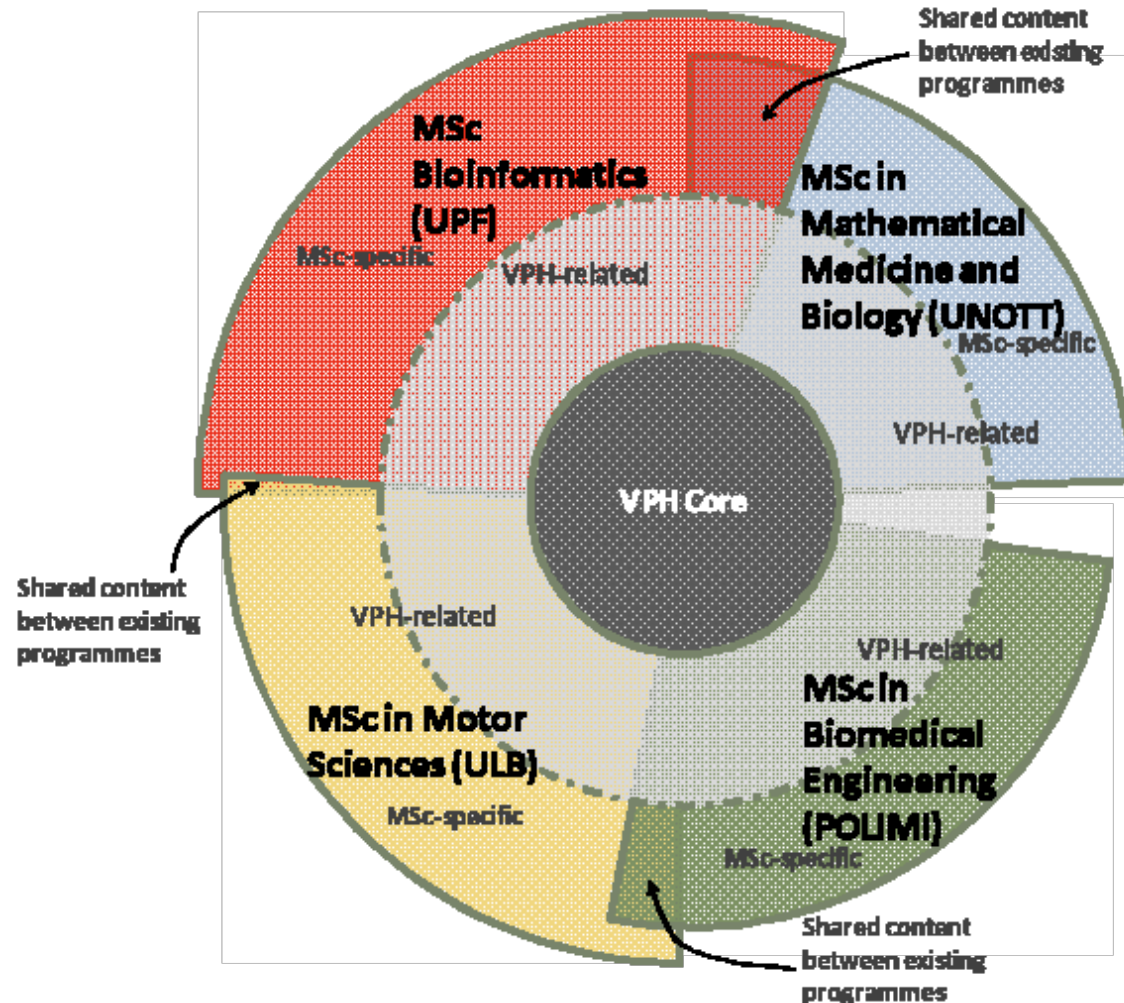 Shared content
between existing
programmes
MSc
Bioinformatics
(UPF)
MSc-specific
VPH-related
MSc in
Mathematical
Medicine and
Biology (UNOTT)
MSc-specific
VPH-related
VPH Core
Shared content
between existing
programmes
VPH-related
MSc in Motor
Sciences (ULB)
MSc-specific
VPH-related
MSc in
Biomedical
Engineering
(POLIMI)
MSc-specific
Shared content
between existing
programmes